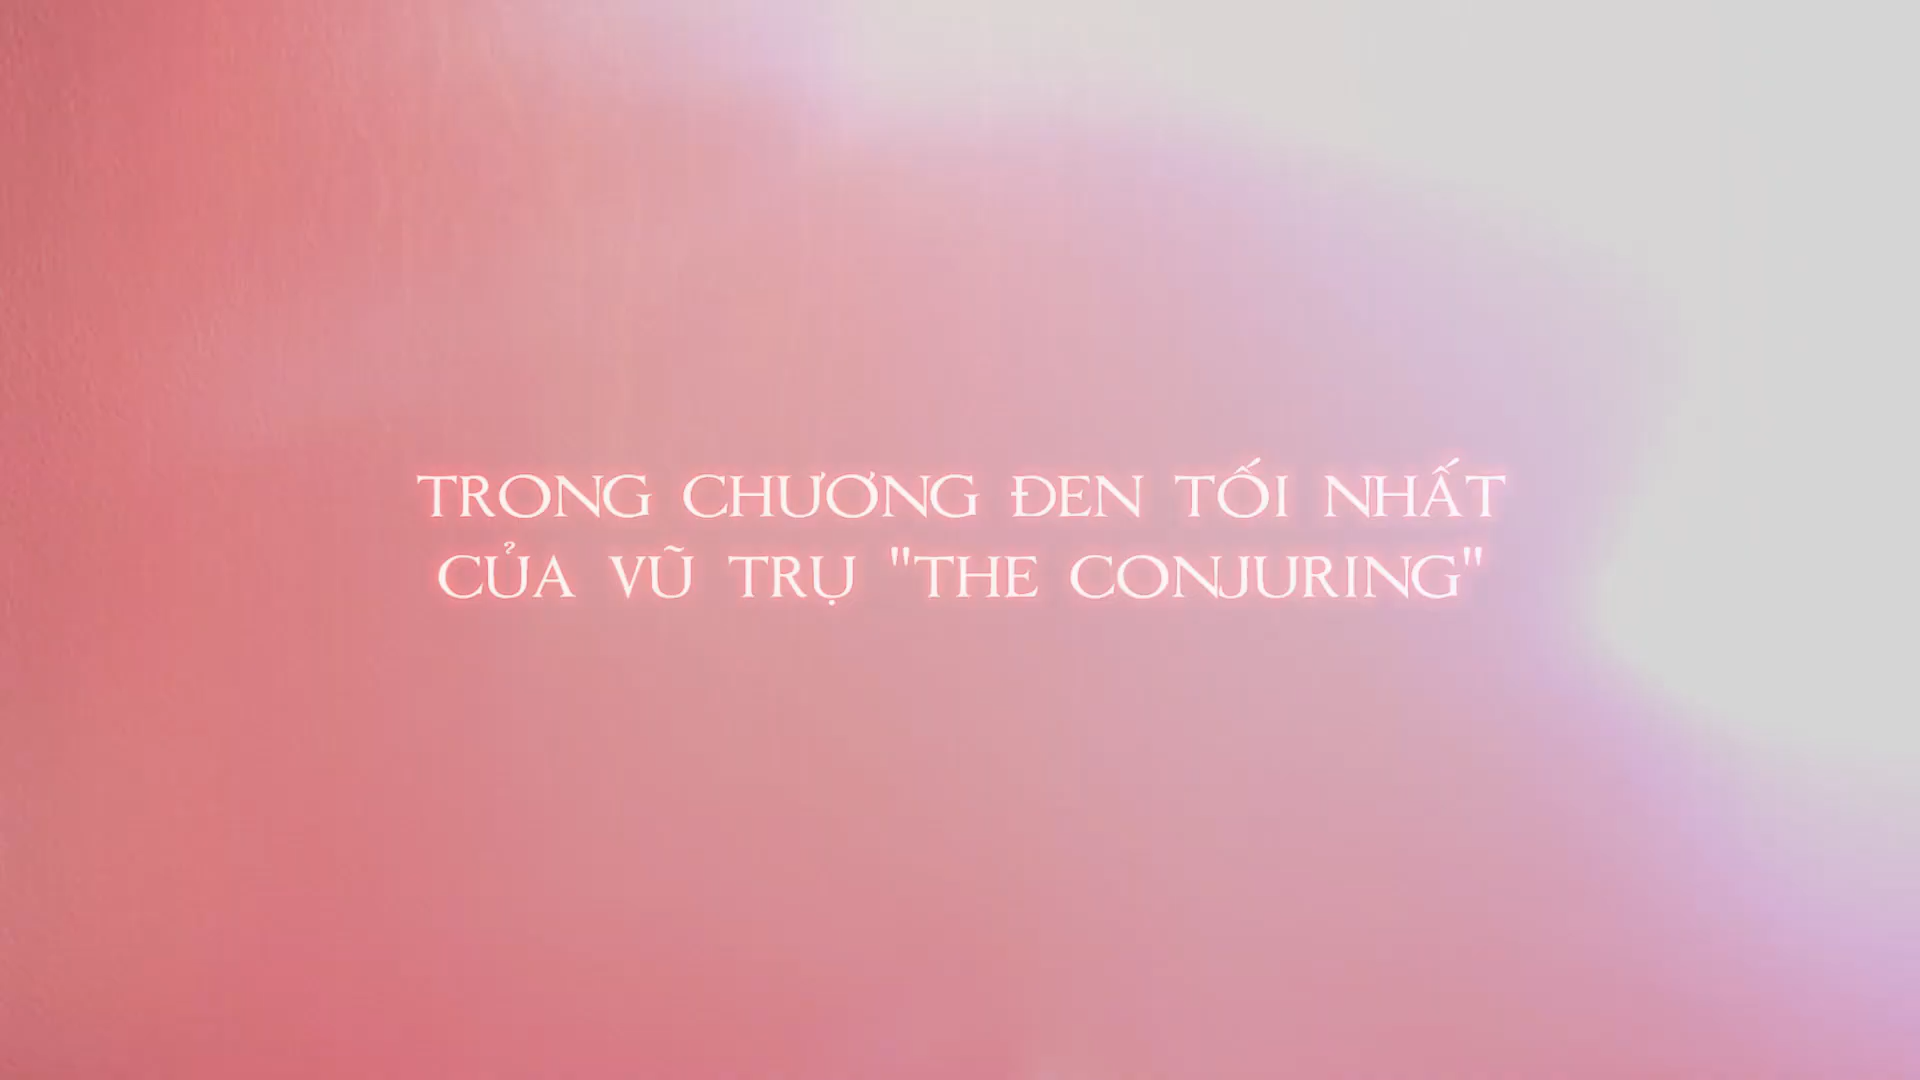 TRONG CHƯƠNG ĐEN TỐI NHẤT
CỦA VŨ TRỤ "THE CONJURING"